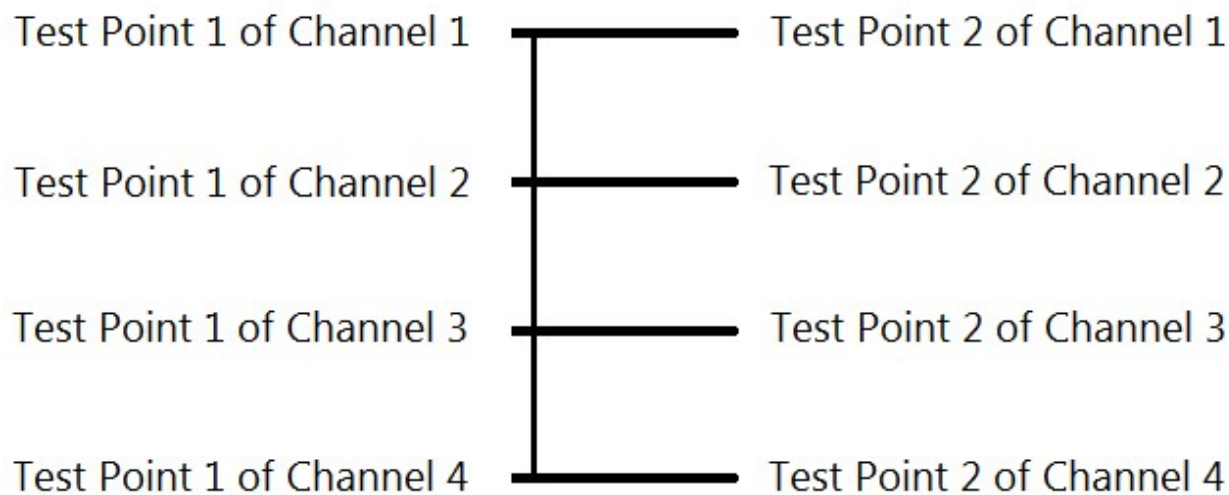 Test Point 1 of Channel 1 Test Point 2 of Channel 1
Test Point 1 of Channel 2 Test Point 2 of Channel 2
Test Point 1 of Channel 3 Test Point 2 of Channel 3
Test Point 1 of Channel 4 Test Point 2 of Channel 4